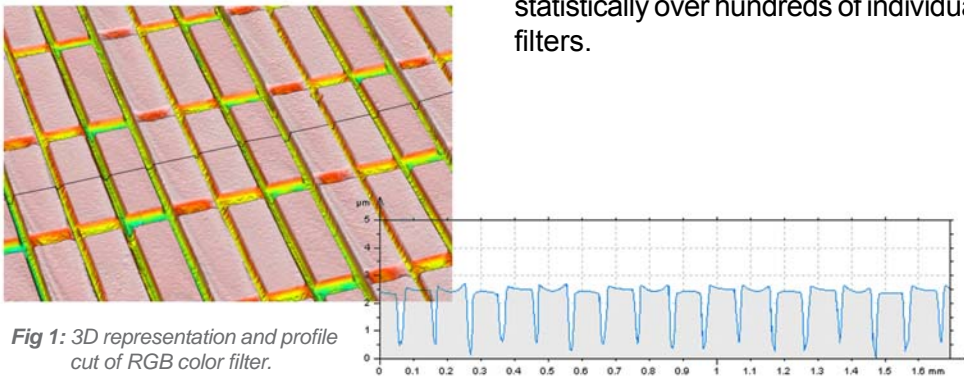 statistically over hundreds of individua
filters.
µm
5
4
3
2
1
0
0 0.1 0.2 0.3 0.4 0.5 0.6 0.7 0.8 0.9 1 1.1 1.2 1.3 1.4 1.5 1.6 mm
Fig 1: 3D representation and profile
cut of RGB color filter.